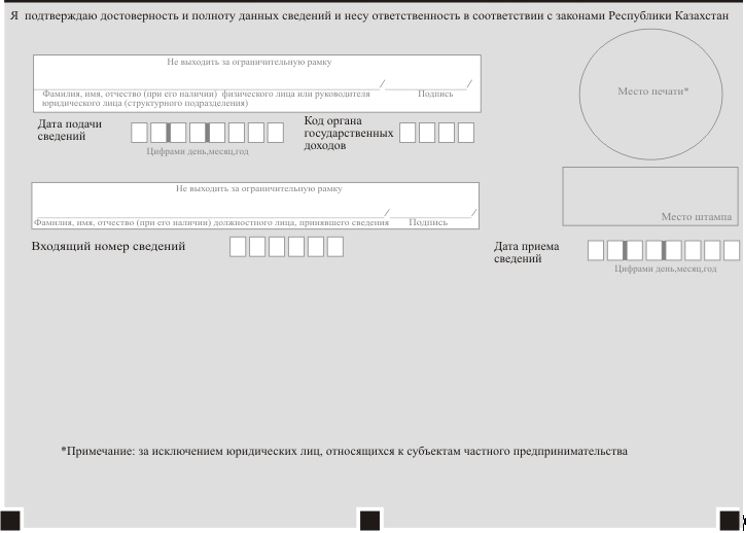 Я подтверждаю достоверность и полноту данных сведений и несу ответственность в соответствии с законами Республики Казахстан
Не выходить за ограничительную рамку
/ /
Фамилия, имя, отчество (при его наличии) физического лица или руководителя
юридического лица (структурного подразделения)
Подпись
Место печати*
Дата подачи
сведений
Цифрами день,месяц,год
Код органа
государственных
доходов
Не выходить за ограничительную рамку
/ /
Фамилия, имя, отчество (при его наличии) должностного лица, принявшего сведения
Подпись
Место штампа
Входящий номер сведений
Дата приема
сведений
Цифрами день,месяц,год
*Примечание: за исключением юридических лиц, относящихся к субъектам частного предпринимательства